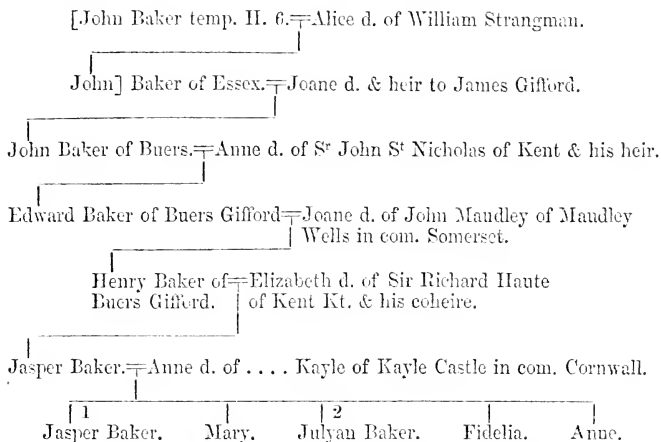 [John Baker temp. H. 6.=Alice d. of William Strangman.
John] Baker of Essex.=Joane d. & heir to James Gifford.
John Baker of Buers.=Anne d. of Sʳ John Sᵗ Nicholas of Kent & his heir.
Edward Baker of Buers Gifford=Joane d. of John Maudley of Maudley
Wells in com. Somerset.
Henry Baker of=Elizabeth d. of Sir Richard Haute
Buers Gifford. of Kent Kt. & his coheire.
Jasper Baker.=Anne d. of .... Kayle of Kayle Castle in com. Cornwall.
1 2
Jasper Baker. Mary. Julyan Baker. Fidelia. Anne.